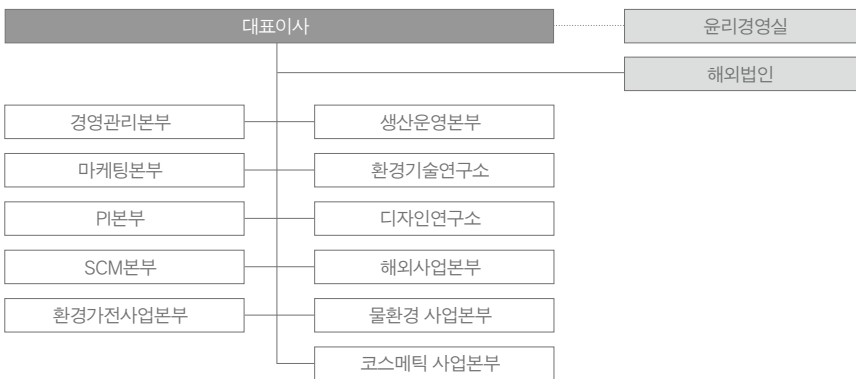 대표이사
윤리경영실
해외법인
경영관리본부
생산운영본부
마케팅본부
환경기술연구소
PI본부
디자인연구소
SCM본부
해외사업본부
환경가전사업본부
물환경 사업본부
코스메틱 사업본부